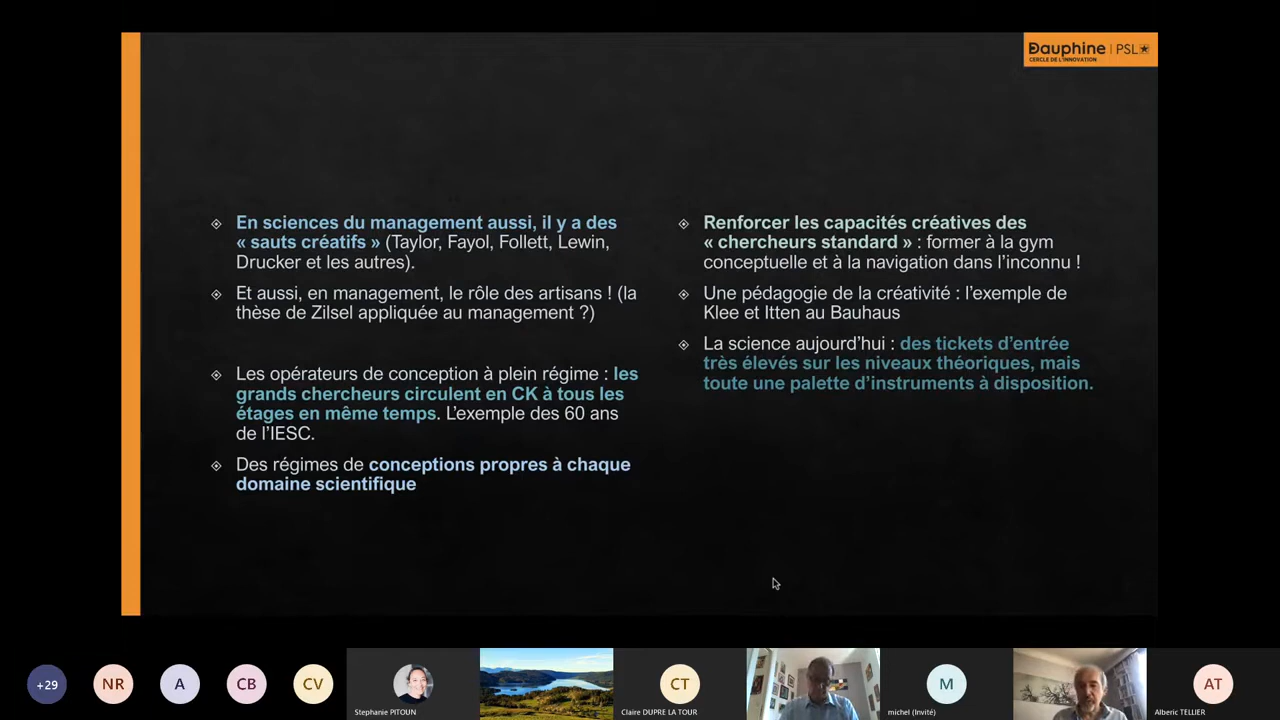 Dauphine | PSL
CERCLE DE L'INNOVATION
En sciences du management aussi, il y a des
« sauts créatifs » (Taylor, Fayol, Follett, Lewin,
Drucker et les autres).
Et aussi, en management, le rôle des artisans ! (la
thèse de Zilsel appliquée au management ?)
Les opérateurs de conception à plein régime : les
grands chercheurs circulent en CK à tous les
étages en même temps. L'exemple des 60 ans
de l'IESC.
Des régimes de conceptions propres à chaque
domaine scientifique
Renforcer les capacités créatives des
« chercheurs standard » : former à la gym
conceptuelle et à la navigation dans l'inconnu !
Une pédagogie de la créativité : l'exemple de
Klee et Itten au Bauhaus
La science aujourd'hui : des tickets d'entrée
très élevés sur les niveaux théoriques, mais
toute une palette d'instruments à disposition.
+29
NR
A
CB
CV
Stephanie PITOUN
CT
Claire DUPRE LA TOUR
M
michel (Invité)
AT
Alberic TELLIER